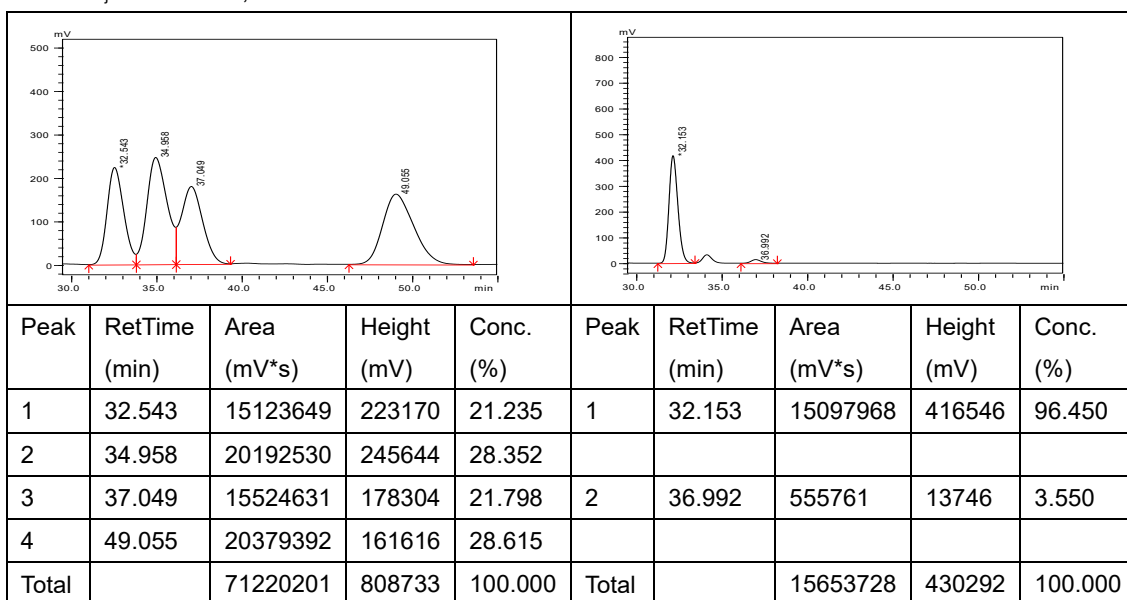 mV
500
400
300
200
100
0
*32.543
34.958
37.049
49.055
30.0 35.0 40.0 45.0 50.0 min
mV
800
700
600
500
400
300
200
100
0
*32.153
36.992
30.0 35.0 40.0 45.0 50.0 min
Peak RetTime Area Height Conc. Peak RetTime Area Height Conc.
(min) (mV*s) (mV) (%) (min) (mV*s) (mV) (%)
1 32.543 15123649 223170 21.235 1 32.153 15097968 416546 96.450
2 34.958 20192530 245644 28.352
3 37.049 15524631 178304 21.798 2 36.992 555761 13746 3.550
4 49.055 20379392 161616 28.615
Total 71220201 808733 100.000 Total 15653728 430292 100.000